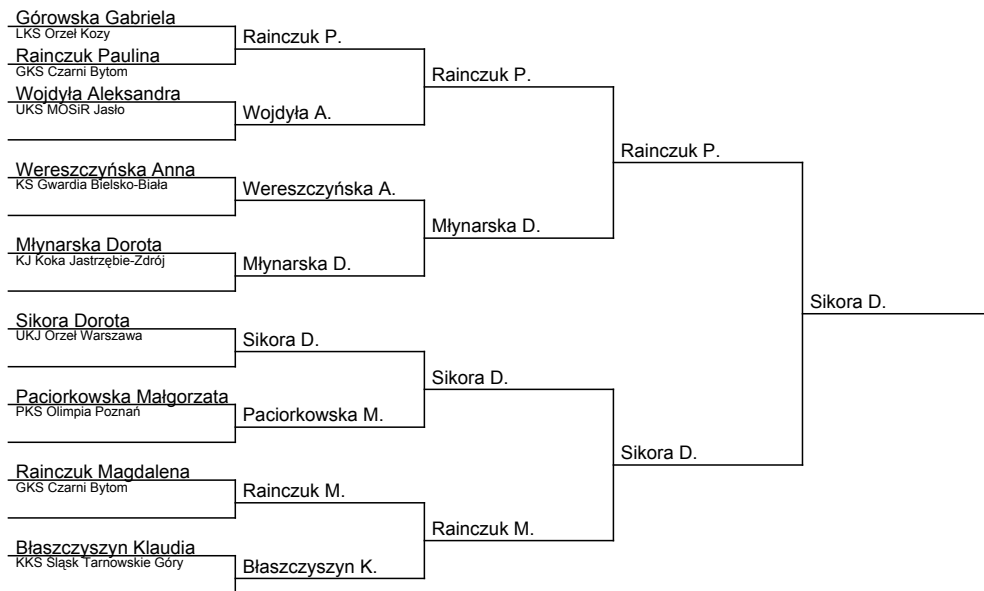 Górowska Gabriela
LKS Orzeł Kozy
Rainczuk P.
Rainczuk Paulina
GKS Czarni Bytom
Rainczuk P.
Wojdyła Aleksandra
UKS MOSiR Jasło
Wojdyła A.
Rainczuk P.
Wereszczyńska Anna
KS Gwardia Bielsko-Biała
Wereszczyńska A.
Młynarska D.
Młynarska Dorota
KJ Koka Jastrzębie-Zdrój
Młynarska D.
Sikora D.
Sikora Dorota
UKJ Orzeł Warszawa
Sikora D.
Sikora D.
Paciorkowska Małgorzata
PKS Olimpia Poznań
Paciorkowska M.
Sikora D.
Rainczuk Magdalena
GKS Czarni Bytom
Rainczuk M.
Rainczuk M.
Błaszczyszyn Klaudia
KKS Śląsk Tarnowskie Góry
Błaszczyszyn K.